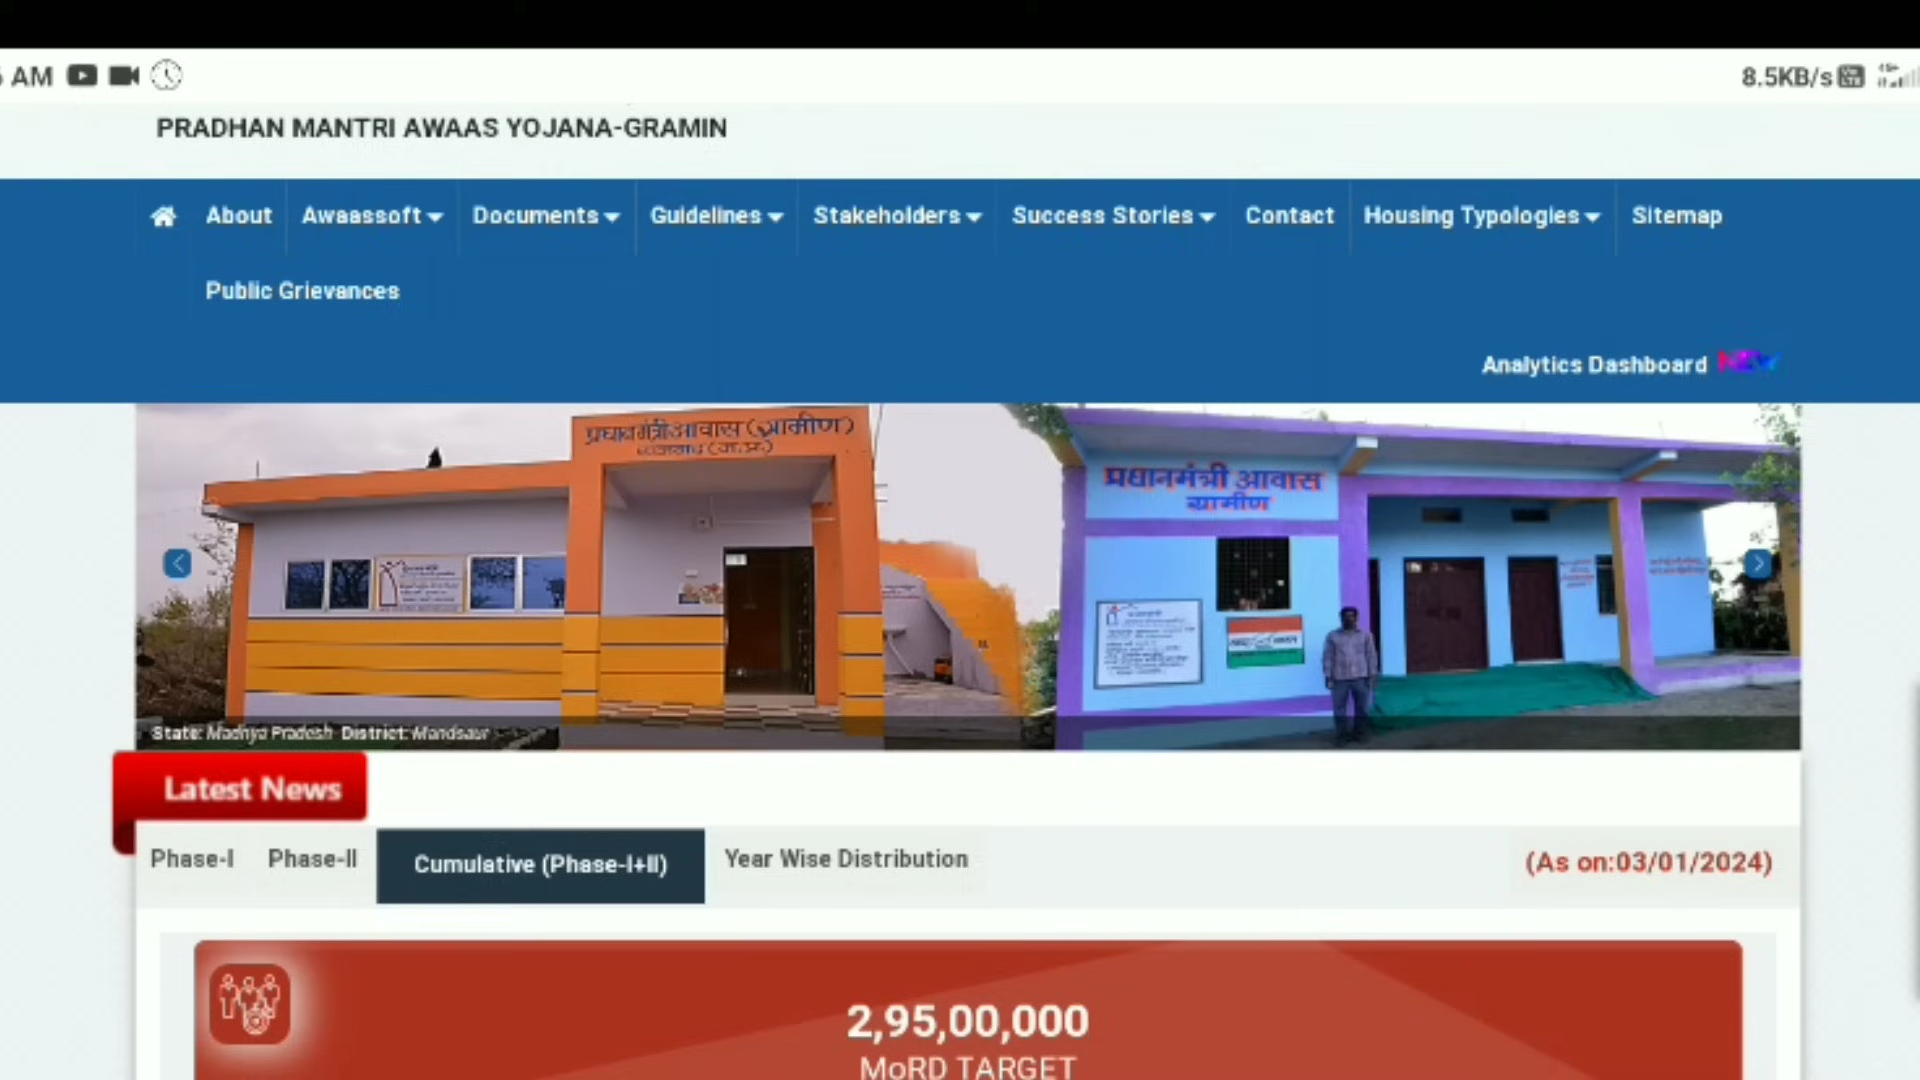 AM
8.5KB/s
PRADHAN MANTRI AWAAS YOJANA-GRAMIN
About Awaassoft Documents Guidelines Stakeholders Success Stories Contact Housing Typologies Sitemap
Public Grievances
Analytics Dashboard NEW
प्रधानमंत्री आवास (ग्रामीण)
प्रधानमंत्री आवास
ग्रामीण
State: Madhya Pradesh District: Mandsaur
Latest News
Phase-I Phase-II Cumulative (Phase-I+II) Year Wise Distribution (As on:03/01/2024)
2,95,00,000
MoRD TARGET